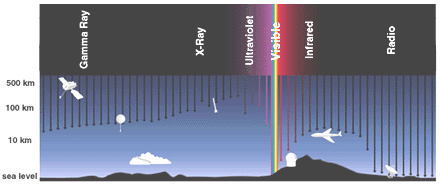 Gamma Ray
X-Ray
Ultraviolet
Visible
Infrared
Radio
500 km
100 km
10 km
sea level